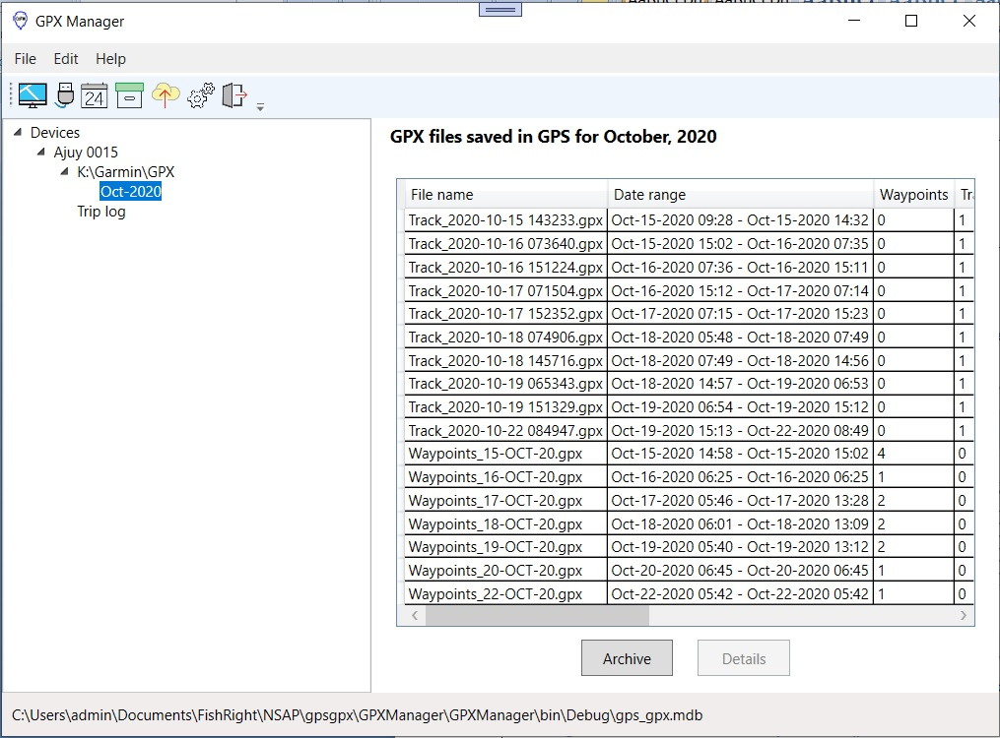 GPX Manager
File Edit Help
24
Devices
Ajuy 0015
K:\Garmin\GPX
Oct-2020
Trip log
GPX files saved in GPS for October, 2020
File name Date range Waypoints
Track_2020-10-15 143233.gpx Oct-15-2020 09:28 - Oct-15-2020 14:32 0 1
Track_2020-10-16 073640.gpx Oct-15-2020 15:02 - Oct-16-2020 07:35 0 1
Track_2020-10-16 151224.gpx Oct-16-2020 07:36 - Oct-16-2020 15:11 0 1
Track_2020-10-17 071504.gpx Oct-16-2020 15:12 - Oct-17-2020 07:14 0 1
Track_2020-10-17 152352.gpx Oct-17-2020 07:15 - Oct-17-2020 15:23 0 1
Track_2020-10-18 074906.gpx Oct-18-2020 05:48 - Oct-18-2020 07:49 0 1
Track_2020-10-18 145716.gpx Oct-18-2020 07:49 - Oct-18-2020 14:56 0 1
Track_2020-10-19 065343.gpx Oct-18-2020 14:57 - Oct-19-2020 06:53 0 1
Track_2020-10-19 151329.gpx Oct-19-2020 06:54 - Oct-19-2020 15:12 0 1
Track_2020-10-22 084947.gpx Oct-19-2020 15:13 - Oct-22-2020 08:49 0 1
Waypoints_15-OCT-20.gpx Oct-15-2020 14:58 - Oct-15-2020 15:02 4 0
Waypoints_16-OCT-20.gpx Oct-16-2020 06:25 - Oct-16-2020 06:25 1 0
Waypoints_17-OCT-20.gpx Oct-17-2020 05:46 - Oct-17-2020 13:28 2 0
Waypoints_18-OCT-20.gpx Oct-18-2020 06:01 - Oct-18-2020 13:09 2 0
Waypoints_19-OCT-20.gpx Oct-19-2020 05:40 - Oct-19-2020 13:12 2 0
Waypoints_20-OCT-20.gpx Oct-20-2020 06:45 - Oct-20-2020 06:45 1 0
Waypoints_22-OCT-20.gpx Oct-22-2020 05:42 - Oct-22-2020 05:42 1 0
Archive Details
C:\Users\admin\Documents\FishRight\NSAP\gpsgpx\GPXManager\GPXManager\bin\Debug\gps_gpx.mdb